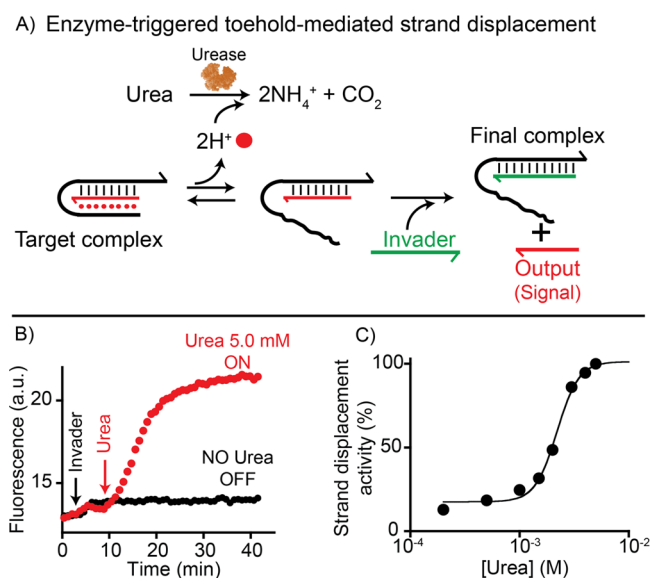 A) Enzyme-triggered toehold-mediated strand displacement
Urease
Urea
2NH₄⁺ + CO₂
2H⁺
Final complex
Target complex
Invader
+
Output
(Signal)
B)
Urea 5.0 mM
ON
Invader
Urea
NO Urea
OFF
Fluorescence (a.u.)
20
15
0 10 20 30 40
Time (min)
C)
Strand displacement
activity (%)
100
50
0
10⁻⁴ 10⁻³ 10⁻²
[Urea] (M)